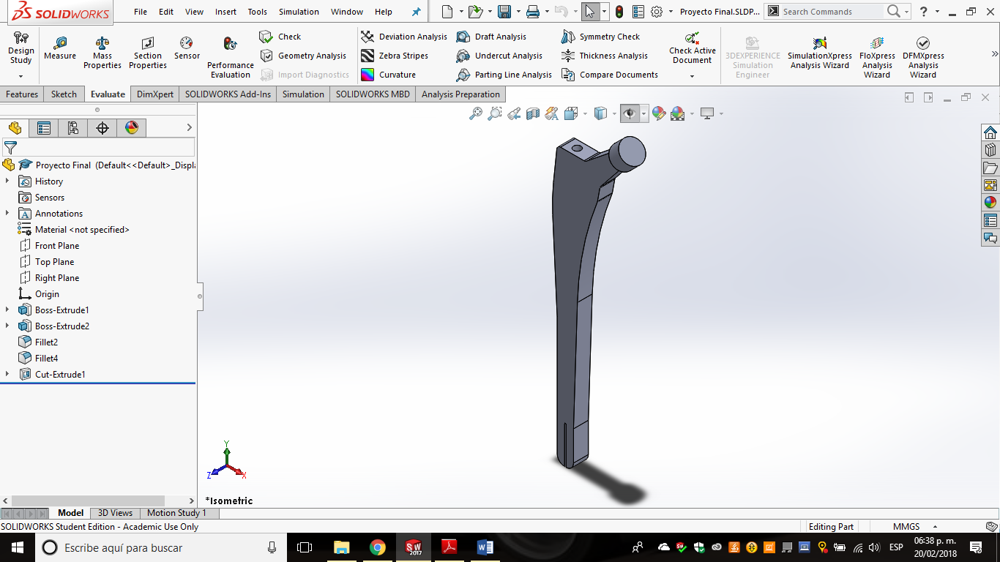 SOLIDWORKS File Edit View Insert Tools Simulation Window Help Proyecto Final.SLDP... Search Commands
Design Study
Measure
Mass Properties
Section Properties
Sensor
Performance Evaluation
Check
Geometry Analysis
Import Diagnostics
Deviation Analysis
Zebra Stripes
Curvature
Draft Analysis
Undercut Analysis
Parting Line Analysis
Symmetry Check
Thickness Analysis
Compare Documents
Check Active Document
3DEXPERIENCE Simulation Engineer
SimulationXpress Analysis Wizard
FloXpress Analysis Wizard
DFMXpress Analysis Wizard
Features Sketch Evaluate DimXpert SOLIDWORKS Add-Ins Simulation SOLIDWORKS MBD Analysis Preparation
Proyecto Final (Default<<Default>_Displa
History
Sensors
Annotations
Material <not specified>
Front Plane
Top Plane
Right Plane
Origin
Boss-Extrude1
Boss-Extrude2
Fillet2
Fillet4
Cut-Extrude1
Y
Z X
*Isometric
Model 3D Views Motion Study 1
SOLIDWORKS Student Edition - Academic Use Only Editing Part MMGS
Escribe aquí para buscar
SW 2017
ESP
06:38 p. m.
20/02/2018